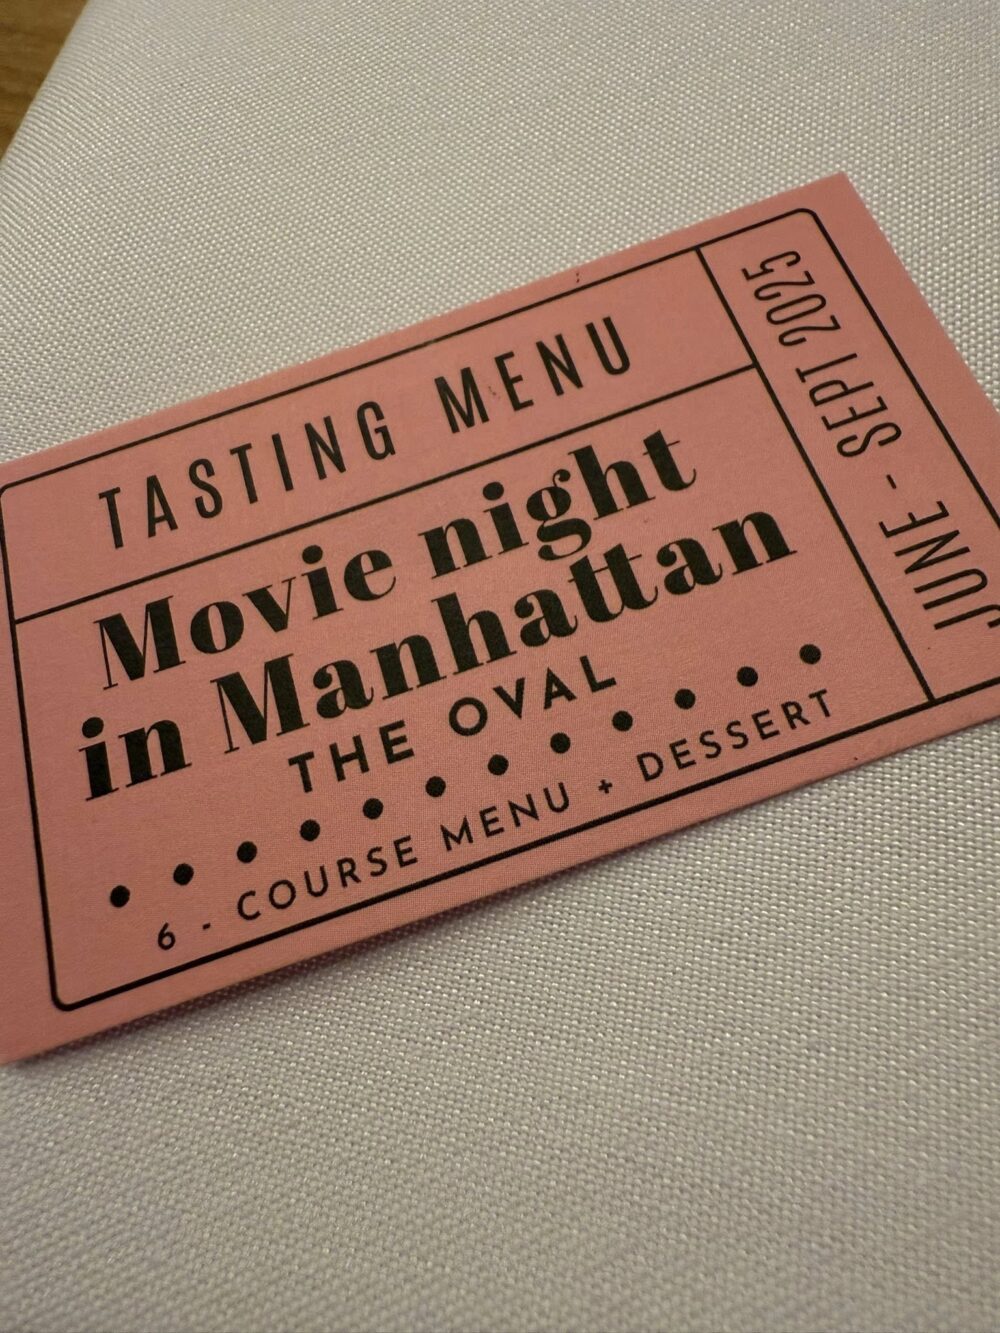 TASTING MENU
Movie night
in Manhattan
THE OVAL
6 - COURSE MENU + DESSERT
JUNE - SEPT 2025